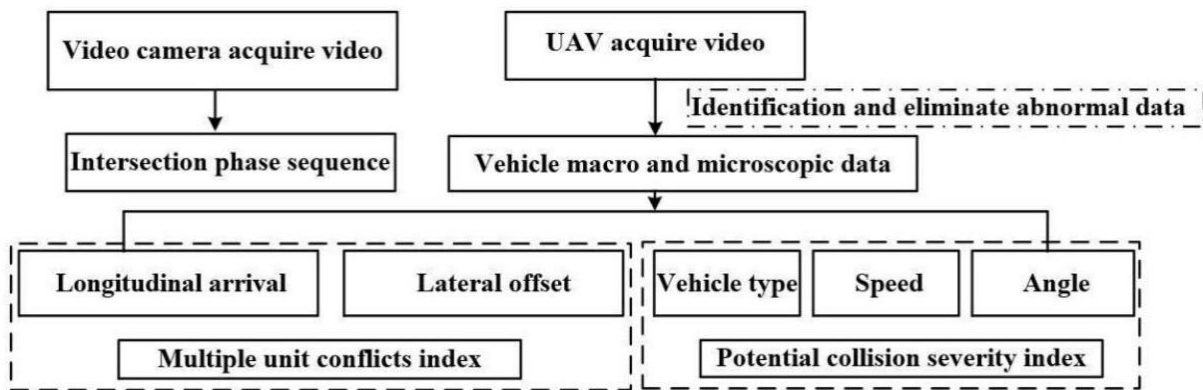 Video camera acquire video
UAV acquire video
Identification and eliminate abnormal data
Intersection phase sequence
Vehicle macro and microscopic data
Longitudinal arrival
Lateral offset
Vehicle type
Speed
Angle
Multiple unit conflicts index
Potential collision severity index